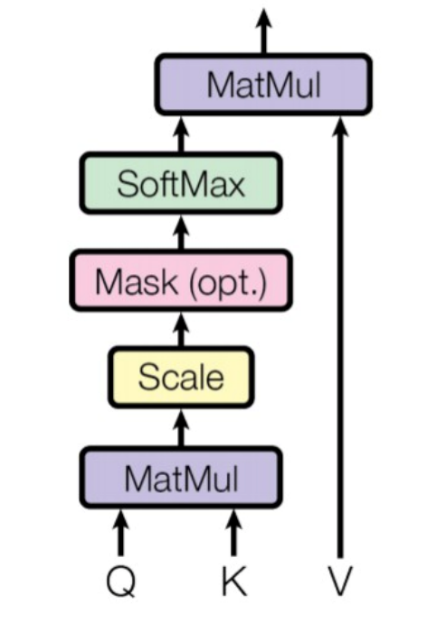 MatMul
SoftMax
Mask (opt.)
Scale
MatMul
Q K V